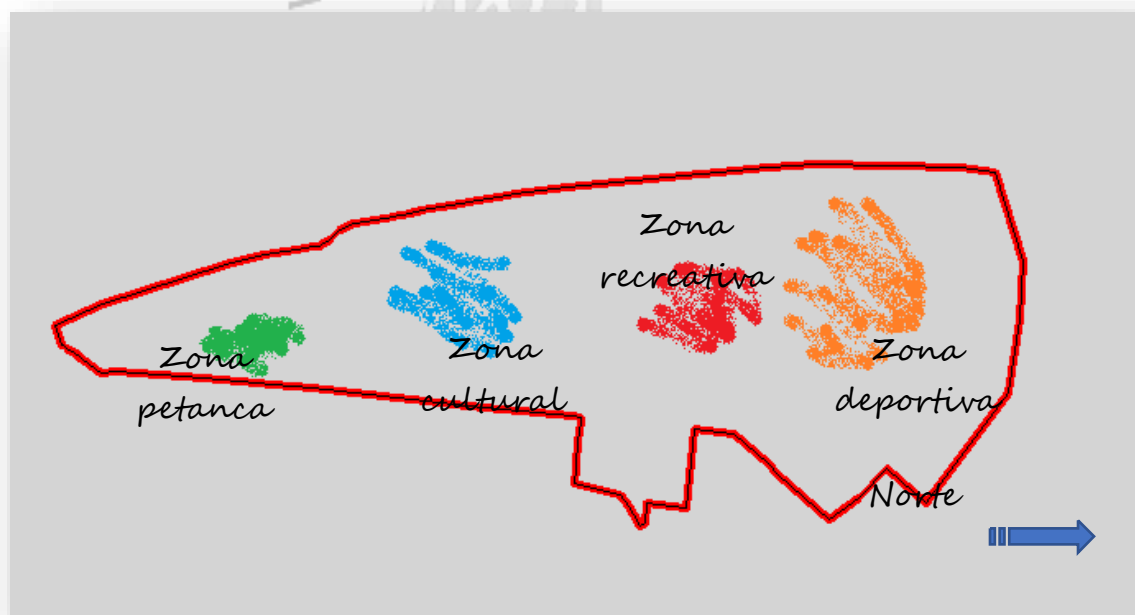 Zona
recreativa
Zona
petanca
Zona
cultural
Zona
deportiva
Norte